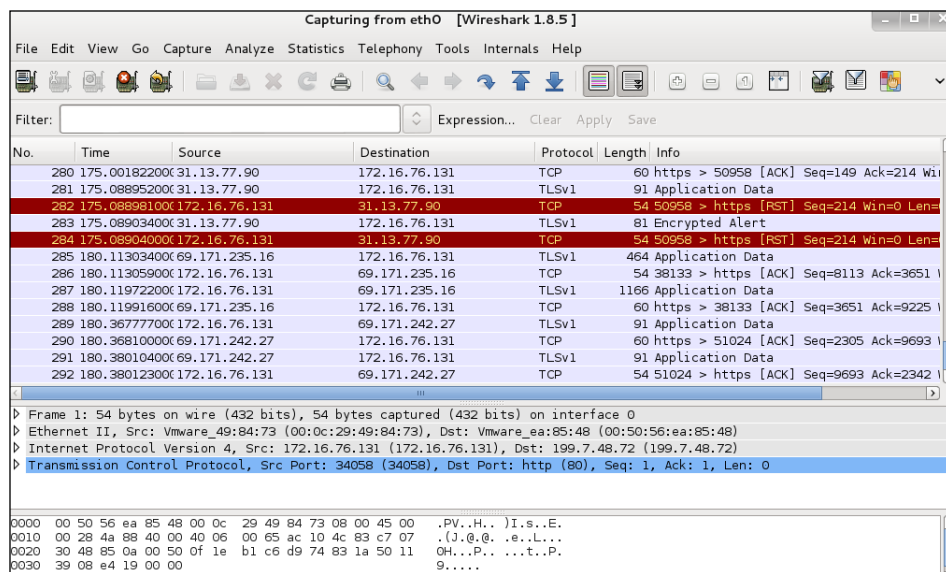 Capturing from eth0 [Wireshark 1.8.5 ]
File Edit View Go Capture Analyze Statistics Telephony Tools Internals Help
Filter: Expression... Clear Apply Save
No. Time Source Destination Protocol Length Info
280 175.001822000 31.13.77.90 172.16.76.131 TCP 60 https > 50958 [ACK] Seq=149 Ack=214 Wi
281 175.088952000 31.13.77.90 172.16.76.131 TLSv1 91 Application Data
282 175.088981000 172.16.76.131 31.13.77.90 TCP 54 50958 > https [RST] Seq=214 Win=0 Len=
283 175.089034000 31.13.77.90 172.16.76.131 TLSv1 81 Encrypted Alert
284 175.089040000 172.16.76.131 31.13.77.90 TCP 54 50958 > https [RST] Seq=214 Win=0 Len=
285 180.113034000 69.171.235.16 172.16.76.131 TLSv1 464 Application Data
286 180.113059000 172.16.76.131 69.171.235.16 TCP 54 38133 > https [ACK] Seq=8113 Ack=3651
287 180.119722000 172.16.76.131 69.171.235.16 TLSv1 1166 Application Data
288 180.119916000 69.171.235.16 172.16.76.131 TCP 60 https > 38133 [ACK] Seq=3651 Ack=9225
289 180.367777000 172.16.76.131 69.171.242.27 TLSv1 91 Application Data
290 180.368100000 69.171.242.27 172.16.76.131 TCP 60 https > 51024 [ACK] Seq=2305 Ack=9693
291 180.380104000 69.171.242.27 172.16.76.131 TLSv1 91 Application Data
292 180.380123000 172.16.76.131 69.171.242.27 TCP 54 51024 > https [ACK] Seq=9693 Ack=2342
Frame 1: 54 bytes on wire (432 bits), 54 bytes captured (432 bits) on interface 0
Ethernet II, Src: Vmware_49:84:73 (00:0c:29:49:84:73), Dst: Vmware_ea:85:48 (00:50:56:ea:85:48)
Internet Protocol Version 4, Src: 172.16.76.131 (172.16.76.131), Dst: 199.7.48.72 (199.7.48.72)
Transmission Control Protocol, Src Port: 34058 (34058), Dst Port: http (80), Seq: 1, Ack: 1, Len: 0
0000 00 50 56 ea 85 48 00 0c 29 49 84 73 08 00 45 00 .PV..H.. )I.s..E.
0010 00 28 4a 88 40 00 40 06 00 65 ac 10 4c 83 c7 07 .(J.@.@. .e..L...
0020 30 48 85 0a 00 50 0f 1e b1 c6 d9 74 83 1a 50 11 0H...P.. ...t..P.
0030 39 08 e4 19 00 00 9.....